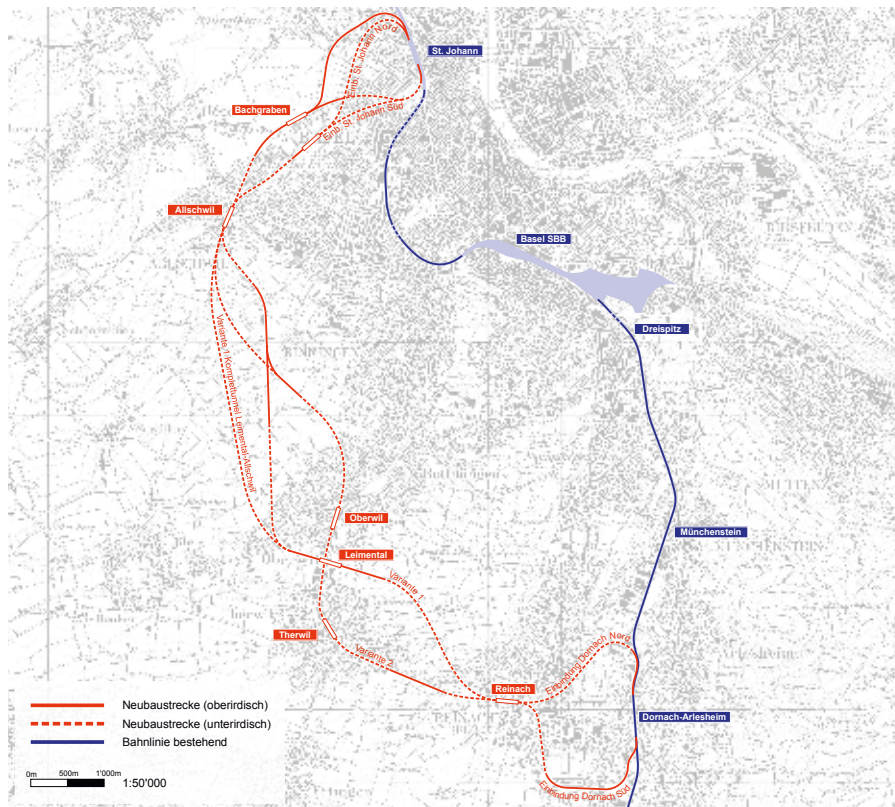 St. Johann
Einb. St. Johann Nord
Bachgraben
Einb. St. Johann Süd
Allschwil
Basel SBB
Dreispitz
Variante 1 Kompletttunnel Leimental-Allschwil
Oberwil
Münchenstein
Leimental
Variante 1
Therwil
Variante 2
Einbindung Dornach Nord
Reinach
Dornach-Arlesheim
Einbindung Dornach Süd
Neubaustrecke (oberirdisch)
Neubaustrecke (unterirdisch)
Bahnlinie bestehend
0m 500m 1'000m
1:50'000